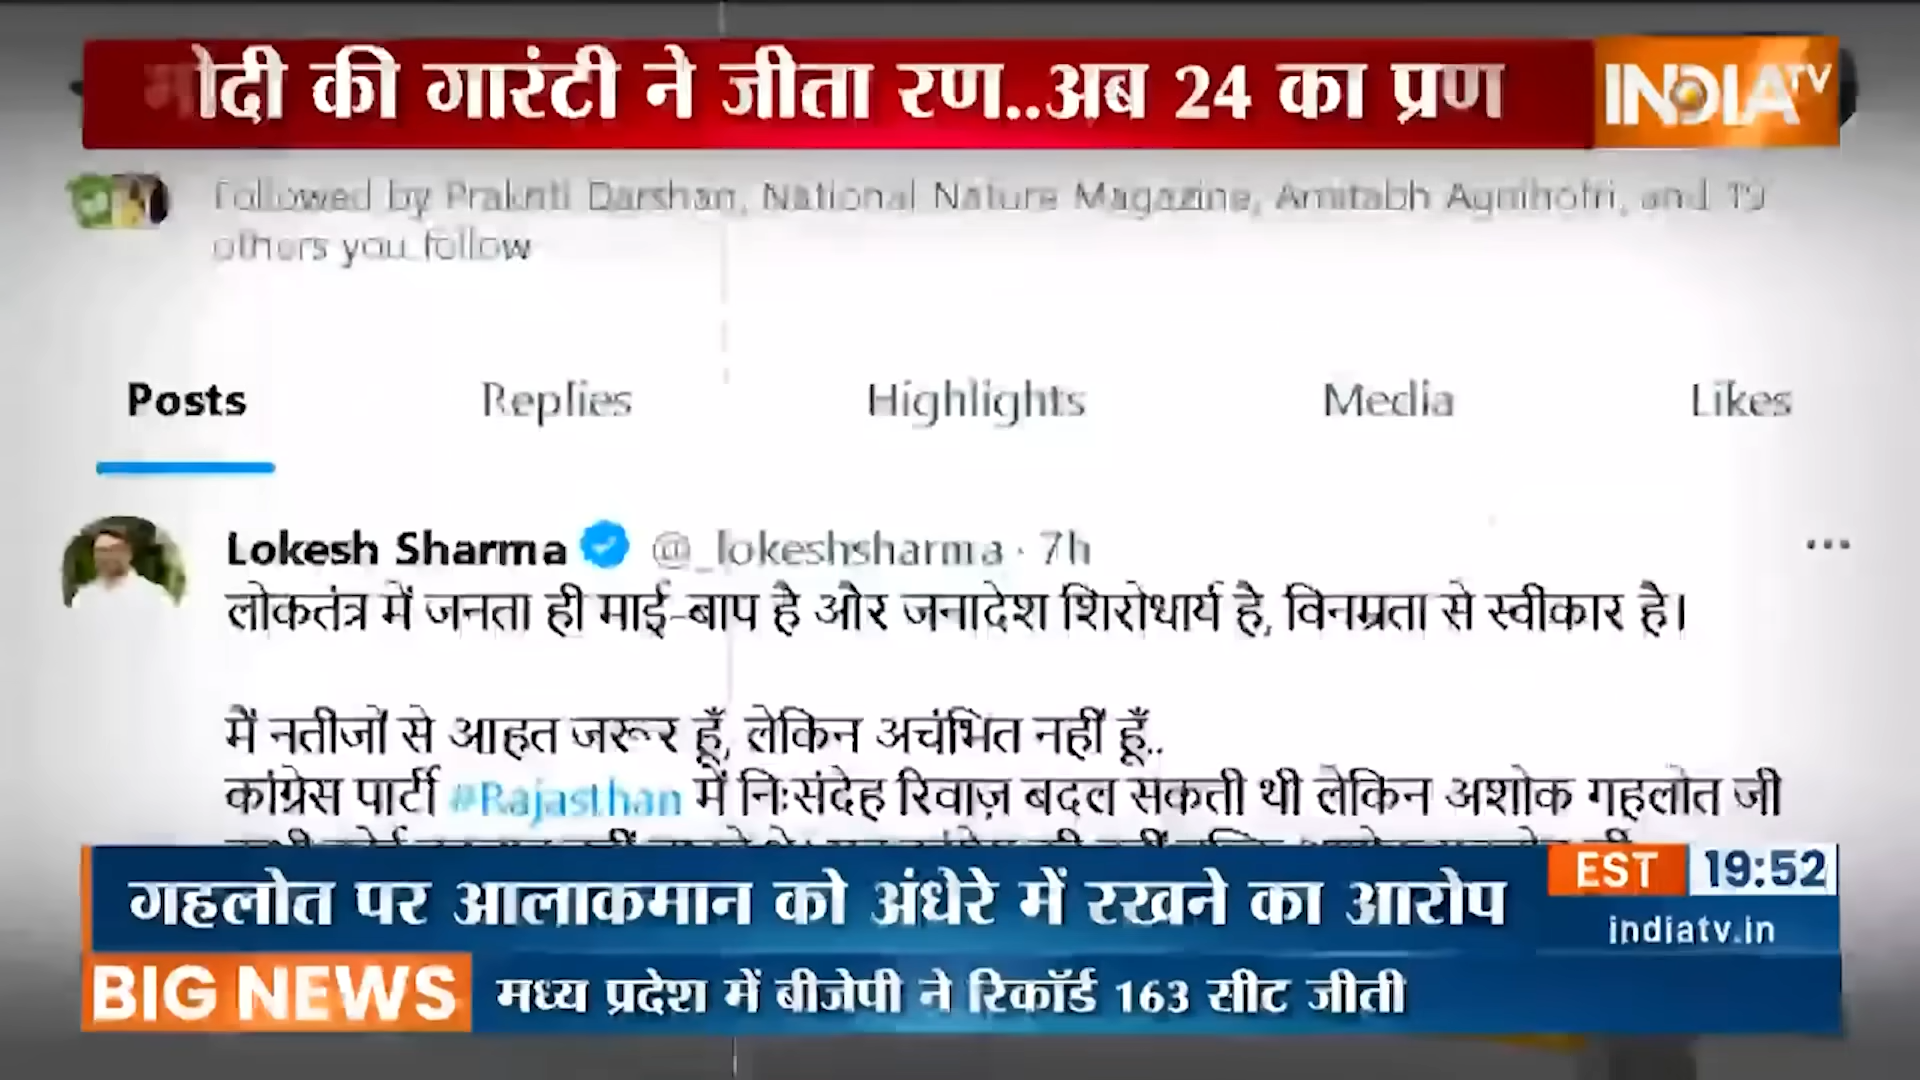 मोदी की गारंटी ने जीता रण..अब 24 का प्रण
INDIA TV
Followed by Prakriti Darshan, National Nature Magazine, Amitabh Agnihotri, and 19
others you follow
Posts Replies Highlights Media Likes
Lokesh Sharma @_lokeshsharma · 7h
लोकतंत्र में जनता ही माई-बाप है और जनादेश शिरोधार्य है, विनम्रता से स्वीकार है।
मैं नतीजों से आहत जरूर हूँ, लेकिन अचंभित नहीं हूँ..
कांग्रेस पार्टी #Rajasthan में निःसंदेह रिवाज़ बदल सकती थी लेकिन अशोक गहलोत जी
गहलोत पर आलाकमान को अंधेरे में रखने का आरोप
EST 19:52
indiatv.in
BIG NEWS मध्य प्रदेश में बीजेपी ने रिकॉर्ड 163 सीट जीती